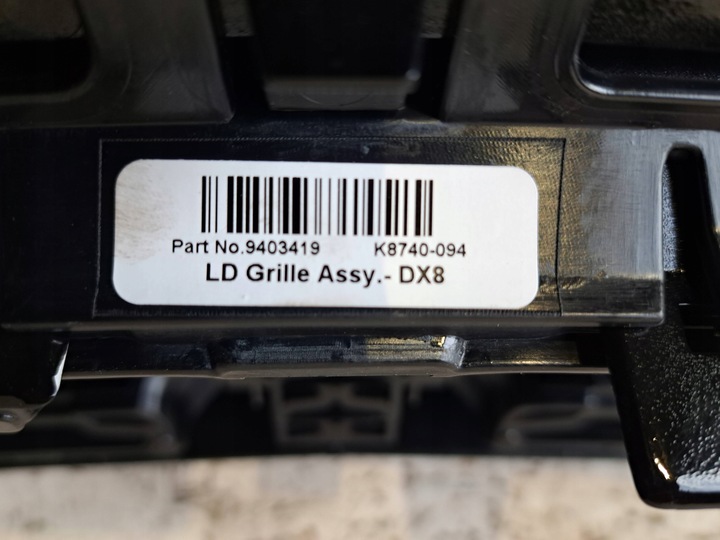 Part No.9403419 K8740-094
LD Grille Assy.- DX8